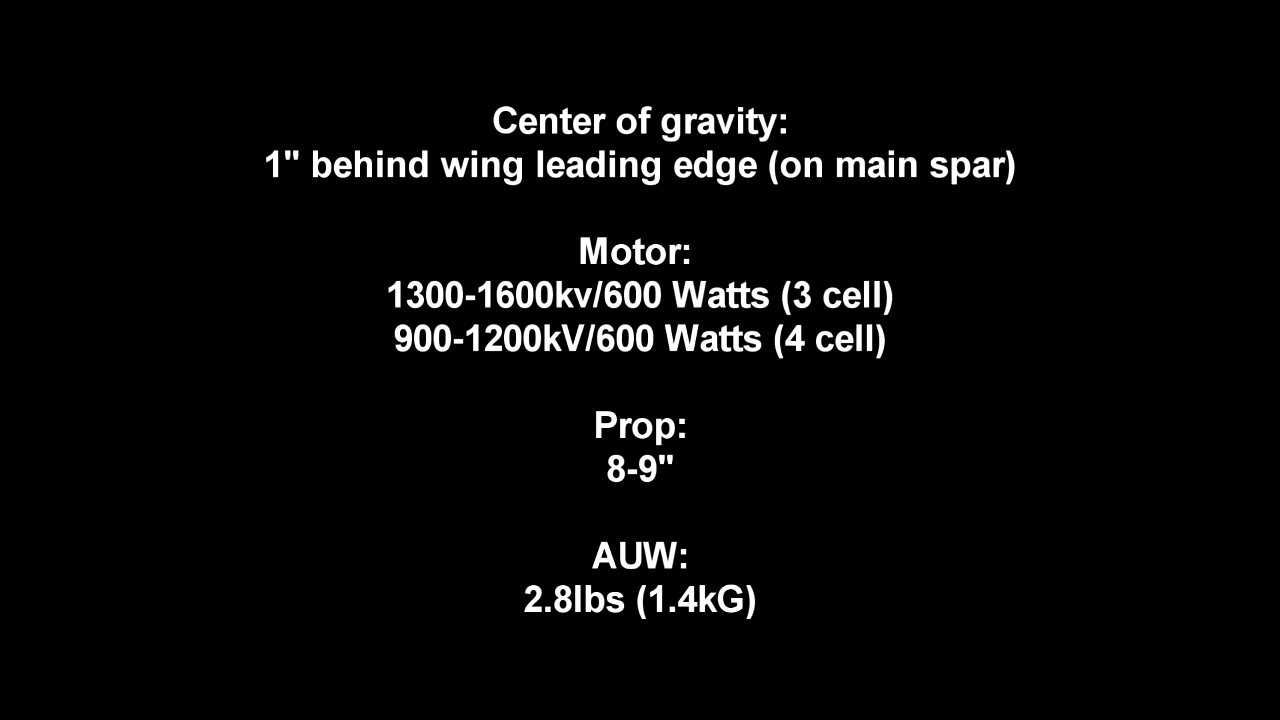 Center of gravity:
1" behind wing leading edge (on main spar)
Motor:
1300-1600kv/600 Watts (3 cell)
900-1200kV/600 Watts (4 cell)
Prop:
8-9"
AUW:
2.8lbs (1.4kG)